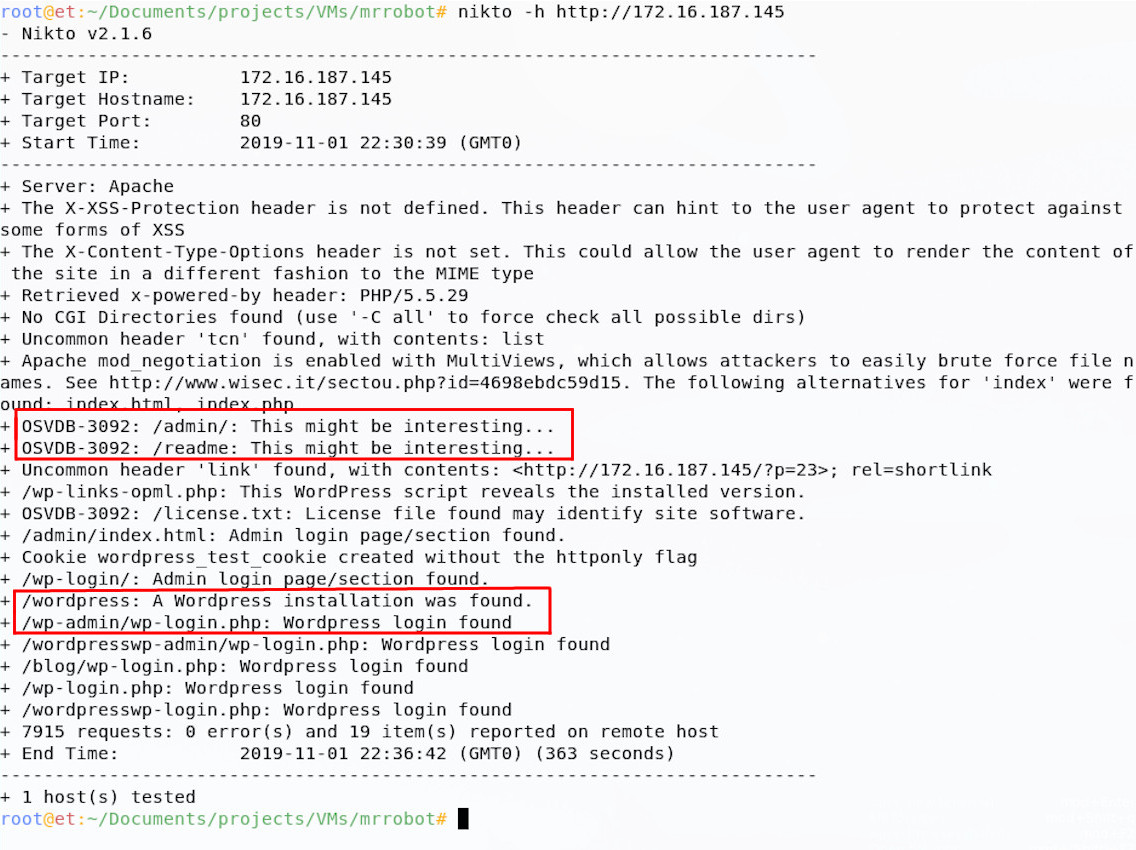 root@et:~/Documents/projects/VMs/mrrobot# nikto -h http://172.16.187.145
- Nikto v2.1.6
---------------------------------------------------------------------------
+ Target IP:          172.16.187.145
+ Target Hostname:    172.16.187.145
+ Target Port:        80
+ Start Time:         2019-11-01 22:30:39 (GMT0)
---------------------------------------------------------------------------
+ Server: Apache
+ The X-XSS-Protection header is not defined. This header can hint to the user agent to protect against
some forms of XSS
+ The X-Content-Type-Options header is not set. This could allow the user agent to render the content of
 the site in a different fashion to the MIME type
+ Retrieved x-powered-by header: PHP/5.5.29
+ No CGI Directories found (use '-C all' to force check all possible dirs)
+ Uncommon header 'tcn' found, with contents: list
+ Apache mod_negotiation is enabled with MultiViews, which allows attackers to easily brute force file n
ames. See http://www.wisec.it/sectou.php?id=4698ebdc59d15. The following alternatives for 'index' were f
ound: index.html, index.php
+ OSVDB-3092: /admin/: This might be interesting...
+ OSVDB-3092: /readme: This might be interesting...
+ Uncommon header 'link' found, with contents: <http://172.16.187.145/?p=23>; rel=shortlink
+ /wp-links-opml.php: This WordPress script reveals the installed version.
+ OSVDB-3092: /license.txt: License file found may identify site software.
+ /admin/index.html: Admin login page/section found.
+ Cookie wordpress_test_cookie created without the httponly flag
+ /wp-login/: Admin login page/section found.
+ /wordpress: A Wordpress installation was found.
+ /wp-admin/wp-login.php: Wordpress login found
+ /wordpresswp-admin/wp-login.php: Wordpress login found
+ /blog/wp-login.php: Wordpress login found
+ /wp-login.php: Wordpress login found
+ /wordpresswp-login.php: Wordpress login found
+ 7915 requests: 0 error(s) and 19 item(s) reported on remote host
+ End Time:           2019-11-01 22:36:42 (GMT0) (363 seconds)
---------------------------------------------------------------------------
+ 1 host(s) tested
root@et:~/Documents/projects/VMs/mrrobot#